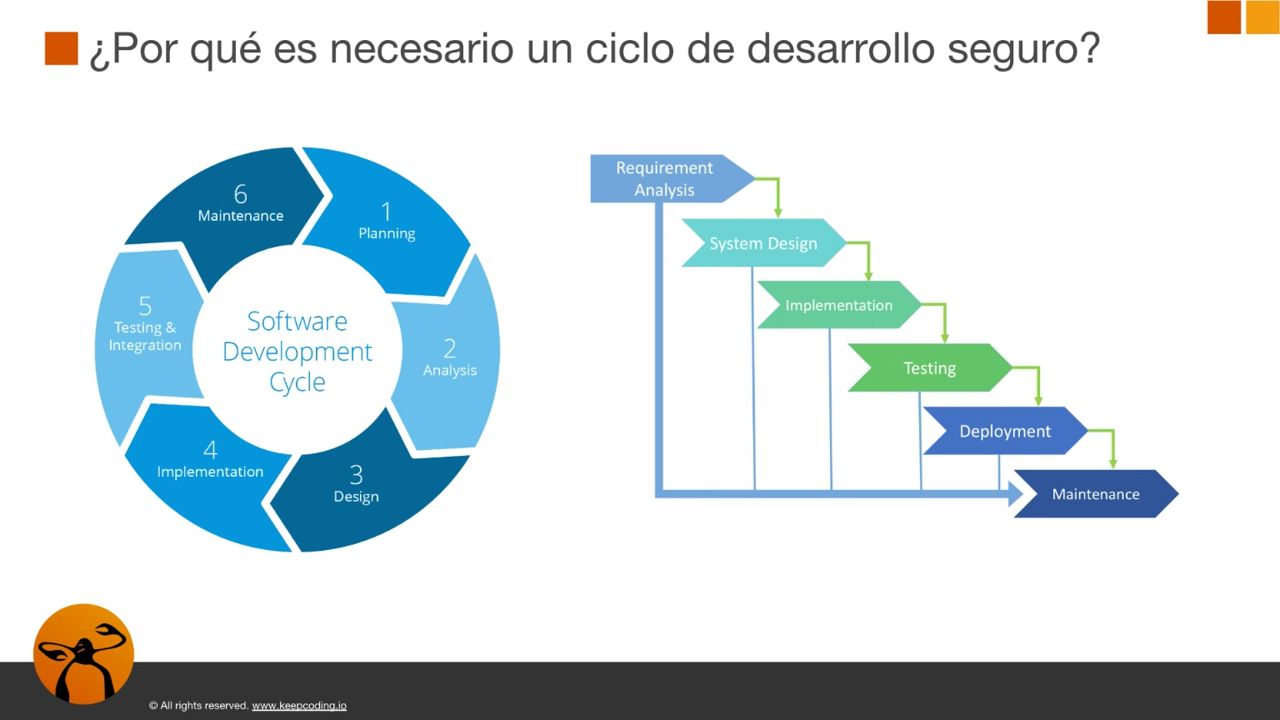 ¿Por qué es necesario un ciclo de desarrollo seguro?
6
Maintenance
1
Planning
5
Testing &
Integration
Software
Development
Cycle
2
Analysis
4
Implementation
3
Design
Requirement
Analysis
System Design
Implementation
Testing
Deployment
Maintenance
© All rights reserved. www.keepcoding.io